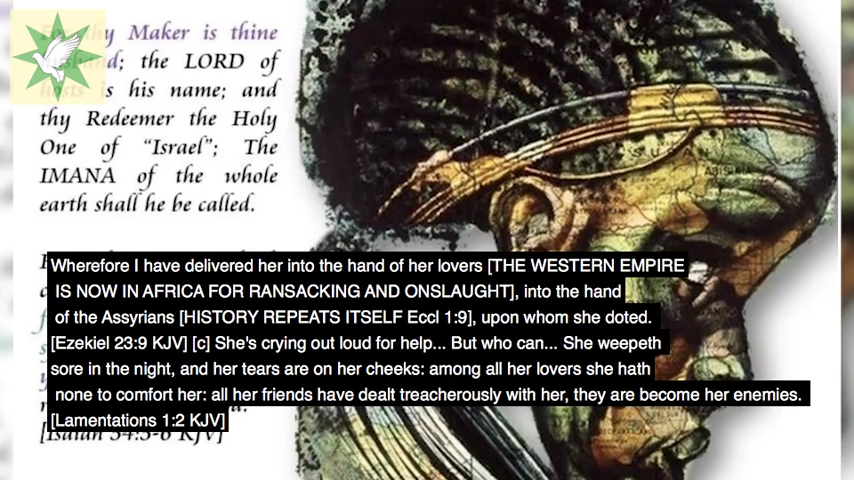 thy Maker is thine
; the LORD of
hosts is his name; and
thy Redeemer the Holy
One of “Israel”; The
IMANA of the whole
earth shall he be called.
Wherefore I have delivered her into the hand of her lovers [THE WESTERN EMPIRE
IS NOW IN AFRICA FOR RANSACKING AND ONSLAUGHT], into the hand
of the Assyrians [HISTORY REPEATS ITSELF Eccl 1:9], upon whom she doted.
[Ezekiel 23:9 KJV] [c] She's crying out loud for help... But who can... She weepeth
sore in the night, and her tears are on her cheeks: among all her lovers she hath
none to comfort her: all her friends have dealt treacherously with her, they are become her enemies.
[Lamentations 1:2 KJV]